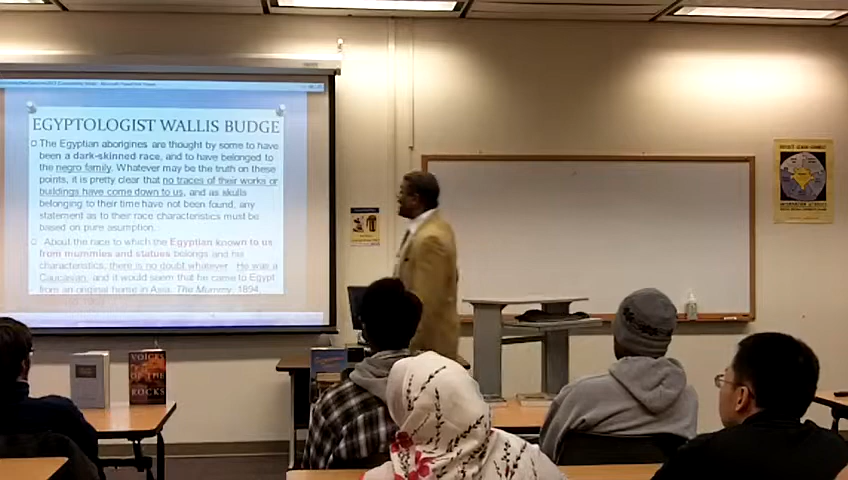 EGYPTOLOGIST WALLIS BUDGE
The Egyptian aborigines are thought by some to have
been a dark-skinned race, and to have belonged to
the negro family. Whatever may be the truth on these
points, it is pretty clear that no traces of their works or
buildings have come down to us, and as skulls
belonging to their time have not been found, any
statement as to their race characteristics must be
based on pure asumption.
About the race to which the Egyptian known to us
from mummies and statues belongs and his
characteristics, there is no doubt whatever. He was a
Caucasian, and it would seem that he came to Egypt
from an original home in Asia. The Mummy, 1894,
VOICES
OF THE
ROCKS